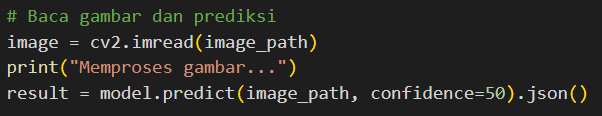 # Baca gambar dan prediksi
image = cv2.imread(image_path)
print("Memproses gambar...")
result = model.predict(image_path, confidence=50).json()